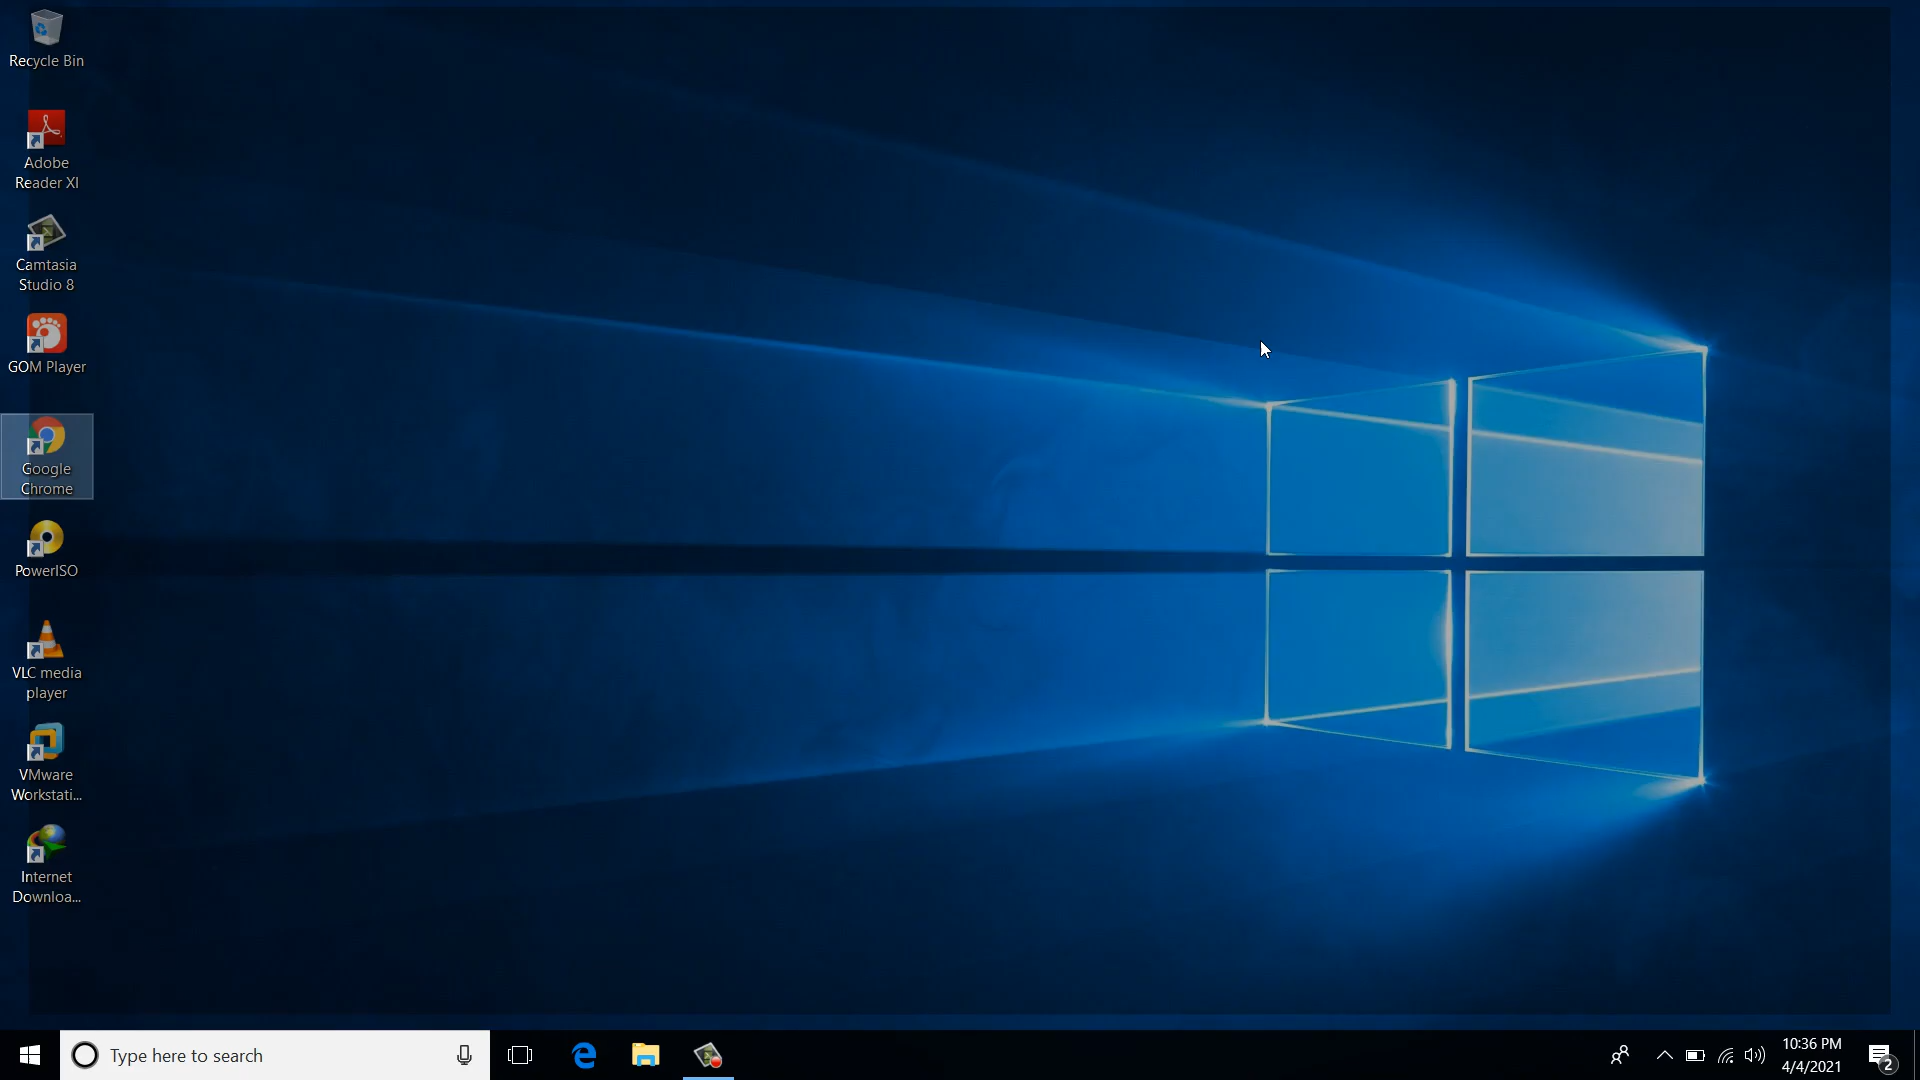 Recycle Bin
Adobe
Reader XI
Camtasia
Studio 8
GOM Player
Google
Chrome
PowerISO
VLC media
player
VMware
Workstati...
Internet
Downloa...
Type here to search
10:36 PM
4/4/2021
2